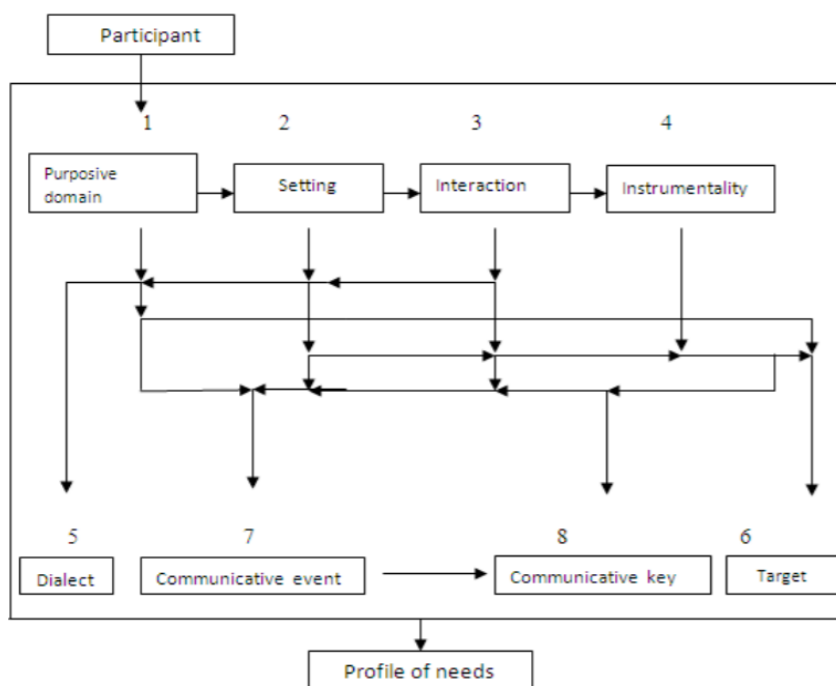 Participant
1 2 3 4
Purposive
domain
Setting
Interaction
Instrumentality
5 7 8 6
Dialect
Communicative event
Communicative key
Target
Profile of needs